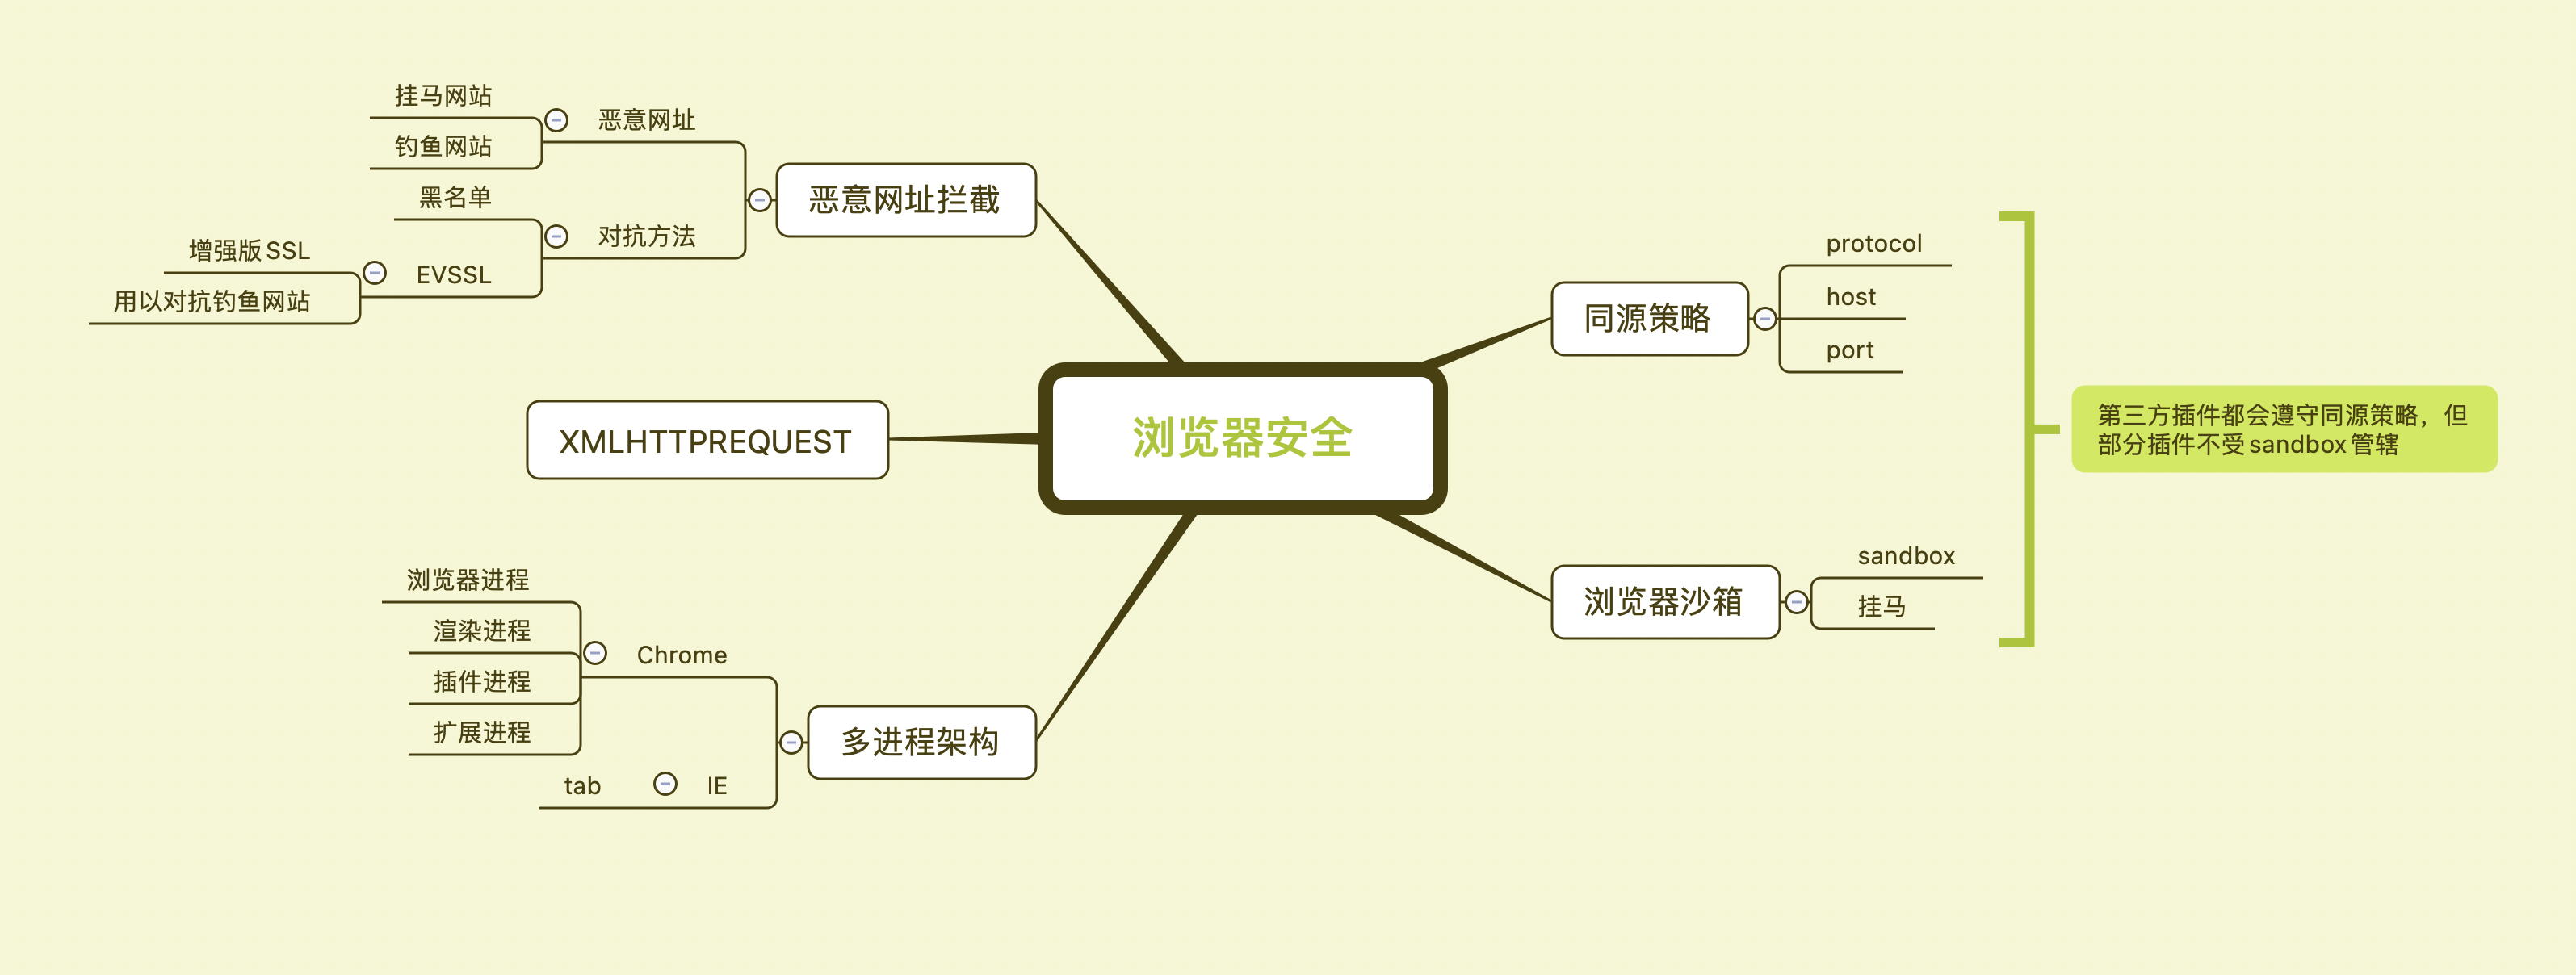 浏览器安全
同源策略
protocol
host
port
浏览器沙箱
sandbox
挂马
第三方插件都会遵守同源策略，但
部分插件不受 sandbox 管辖
恶意网址拦截
恶意网址
挂马网站
钓鱼网站
对抗方法
黑名单
EVSSL
增强版 SSL
用以对抗钓鱼网站
XMLHTTPREQUEST
多进程架构
Chrome
浏览器进程
渲染进程
插件进程
扩展进程
IE
tab